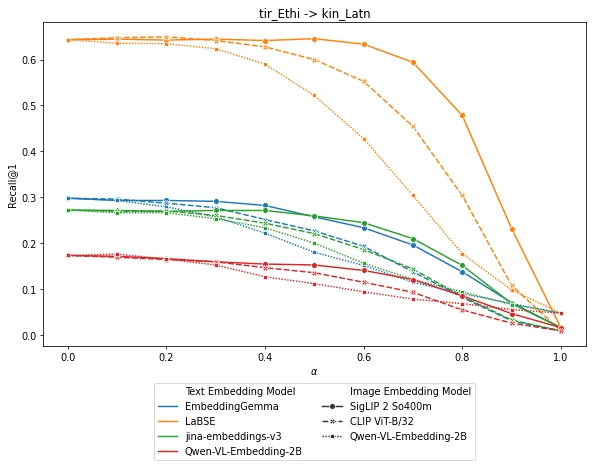 tir_Ethi -> kin_Latn
Recall@1
0.6
0.5
0.4
0.3
0.2
0.1
0.0
0.0 0.2 0.4 0.6 0.8 1.0
α
Text Embedding Model
EmbeddingGemma
LaBSE
jina-embeddings-v3
Qwen-VL-Embedding-2B
Image Embedding Model
SigLIP 2 So400m
CLIP ViT-B/32
Qwen-VL-Embedding-2B